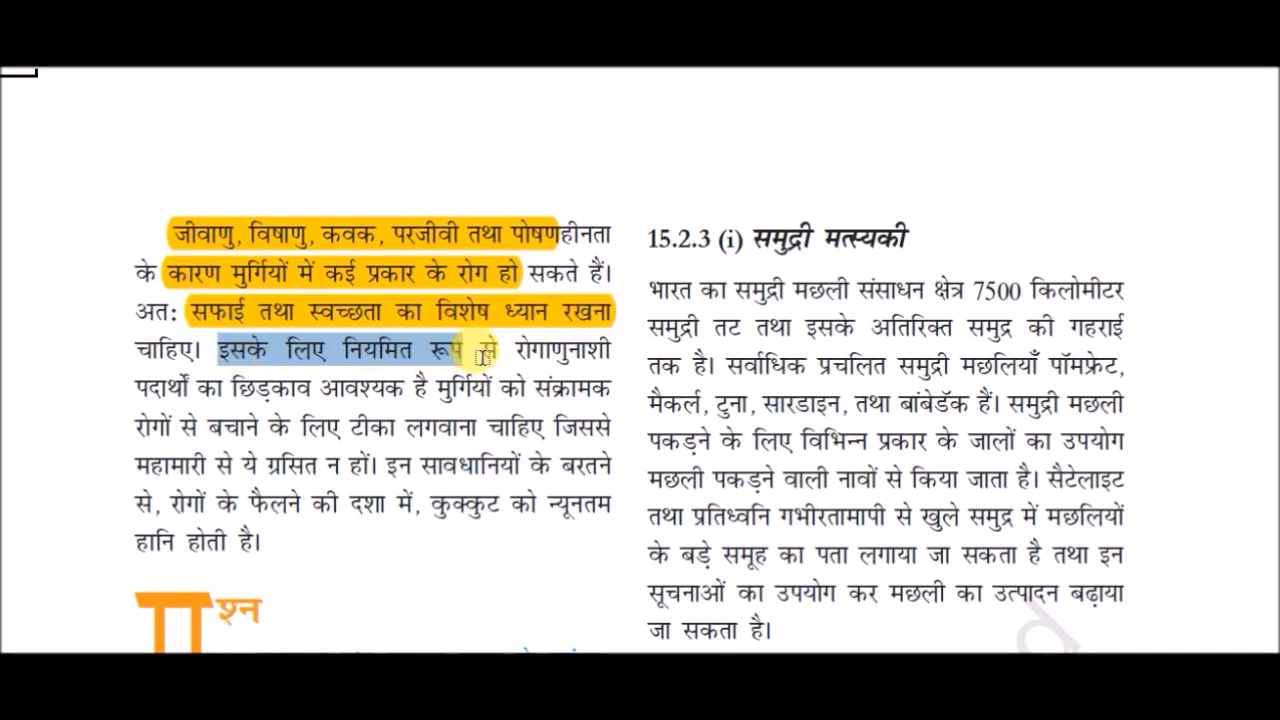 जीवाणु, विषाणु, कवक, परजीवी तथा पोषणहीनता
के कारण मुर्गियों में कई प्रकार के रोग हो सकते हैं।
अत: सफाई तथा स्वच्छता का विशेष ध्यान रखना
चाहिए। इसके लिए नियमित रूप से रोगाणुनाशी
पदार्थों का छिड़काव आवश्यक है मुर्गियों को संक्रामक
रोगों से बचाने के लिए टीका लगवाना चाहिए जिससे
महामारी से ये ग्रसित न हों। इन सावधानियों के बरतने
से, रोगों के फैलने की दशा में, कुक्कुट को न्यूनतम
हानि होती है।
प्रश्न
15.2.3 (i) समुद्री मत्स्यकी
भारत का समुद्री मछली संसाधन क्षेत्र 7500 किलोमीटर
समुद्री तट तथा इसके अतिरिक्त समुद्र की गहराई
तक है। सर्वाधिक प्रचलित समुद्री मछलियाँ पॉमफ्रेट,
मैकर्ल, टुना, सारडाइन, तथा बांबेडॅक हैं। समुद्री मछली
पकड़ने के लिए विभिन्न प्रकार के जालों का उपयोग
मछली पकड़ने वाली नावों से किया जाता है। सैटेलाइट
तथा प्रतिध्वनि गभीरतामापी से खुले समुद्र में मछलियों
के बड़े समूह का पता लगाया जा सकता है तथा इन
सूचनाओं का उपयोग कर मछली का उत्पादन बढ़ाया
जा सकता है।